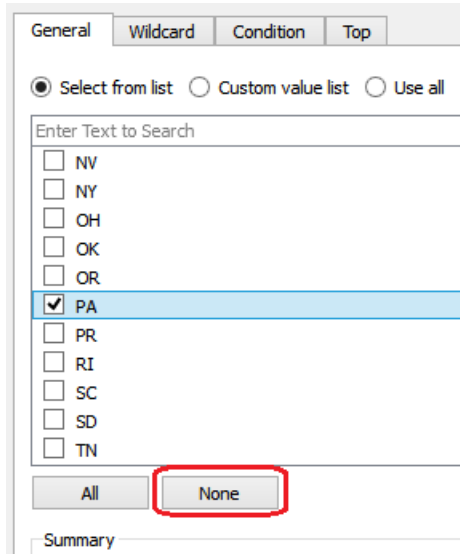 General Wildcard Condition Top
Select from list Custom value list Use all
Enter Text to Search
NV
NY
OH
OK
OR
PA
PR
RI
SC
SD
TN
All None
Summary